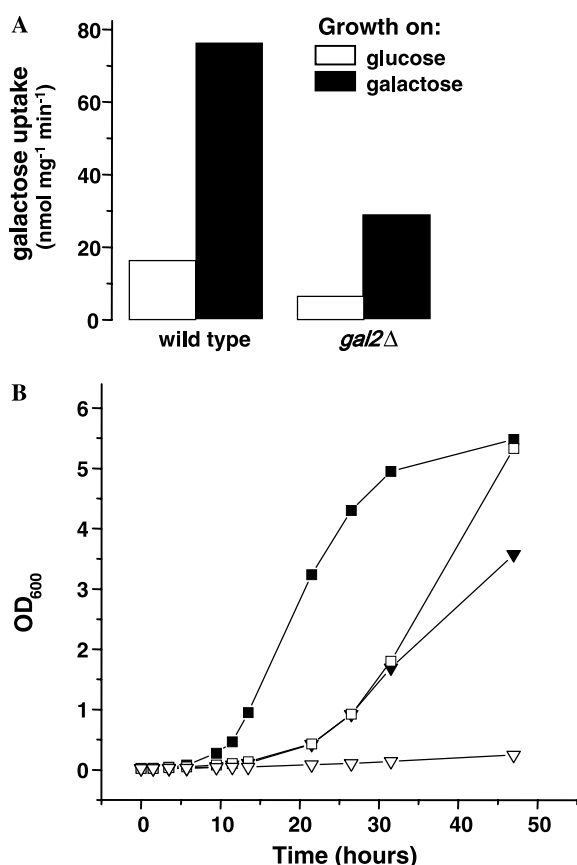 A
Growth on:
glucose
galactose
galactose uptake
(nmol mg⁻¹ min⁻¹)
80
60
40
20
0
wild type
gal2Δ
B
OD₆₀₀
6
5
4
3
2
1
0
0 10 20 30 40 50
Time (hours)